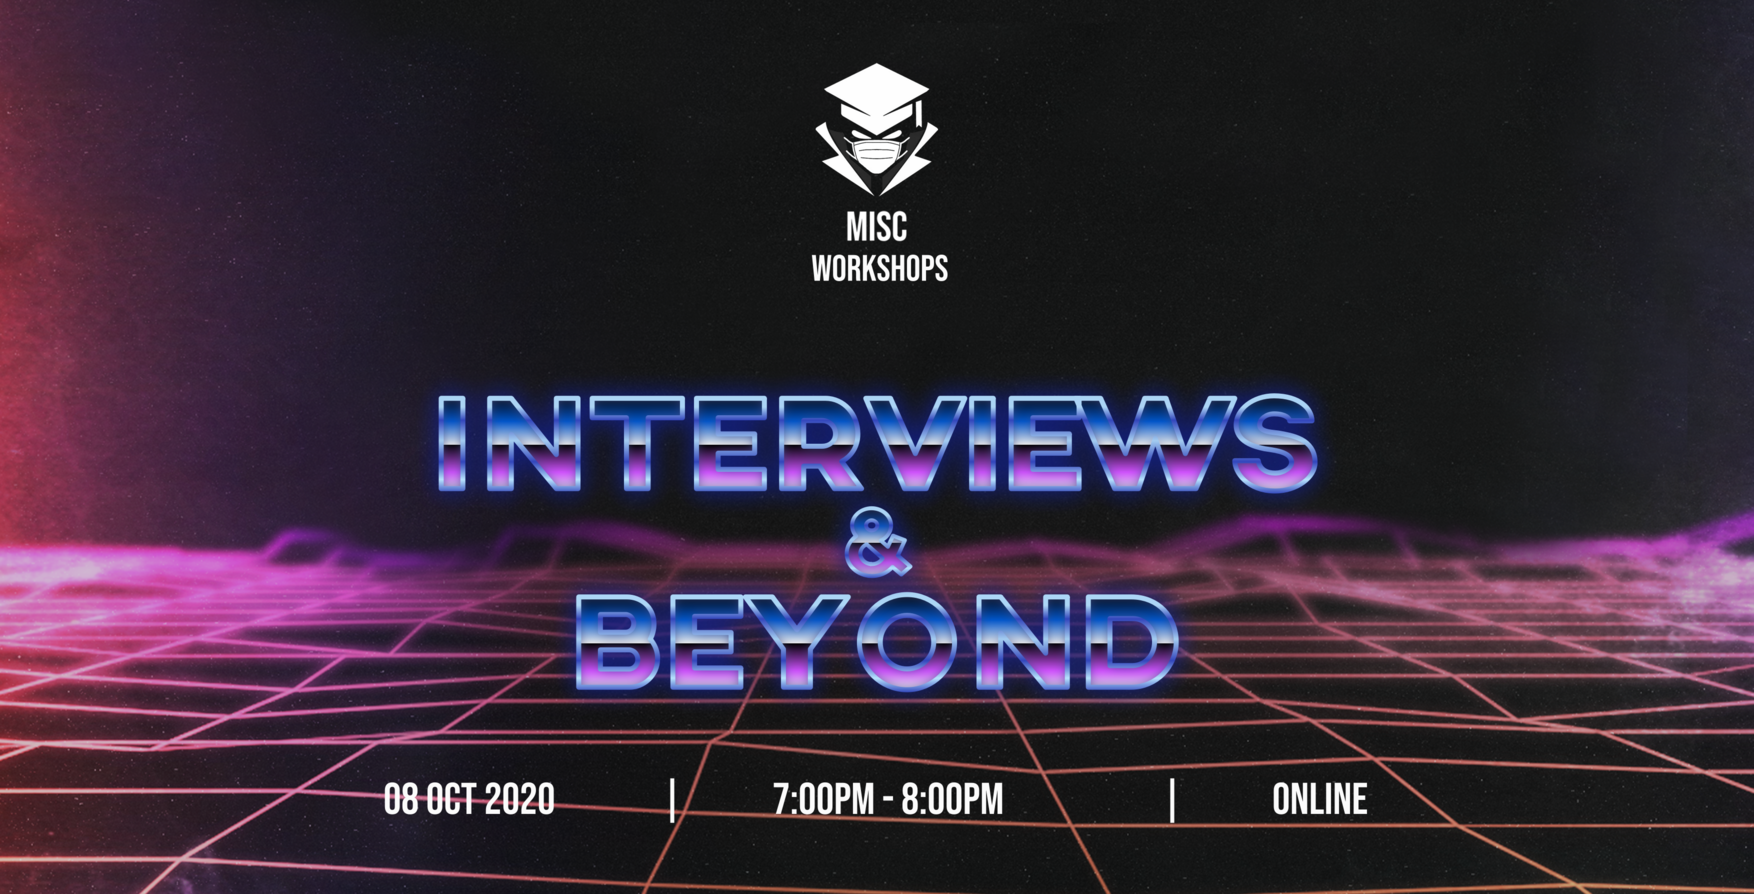 MISC
WORKSHOPS
INTERVIEWS
&
BEYOND
08 OCT 2020 | 7:00PM - 8:00PM | ONLINE